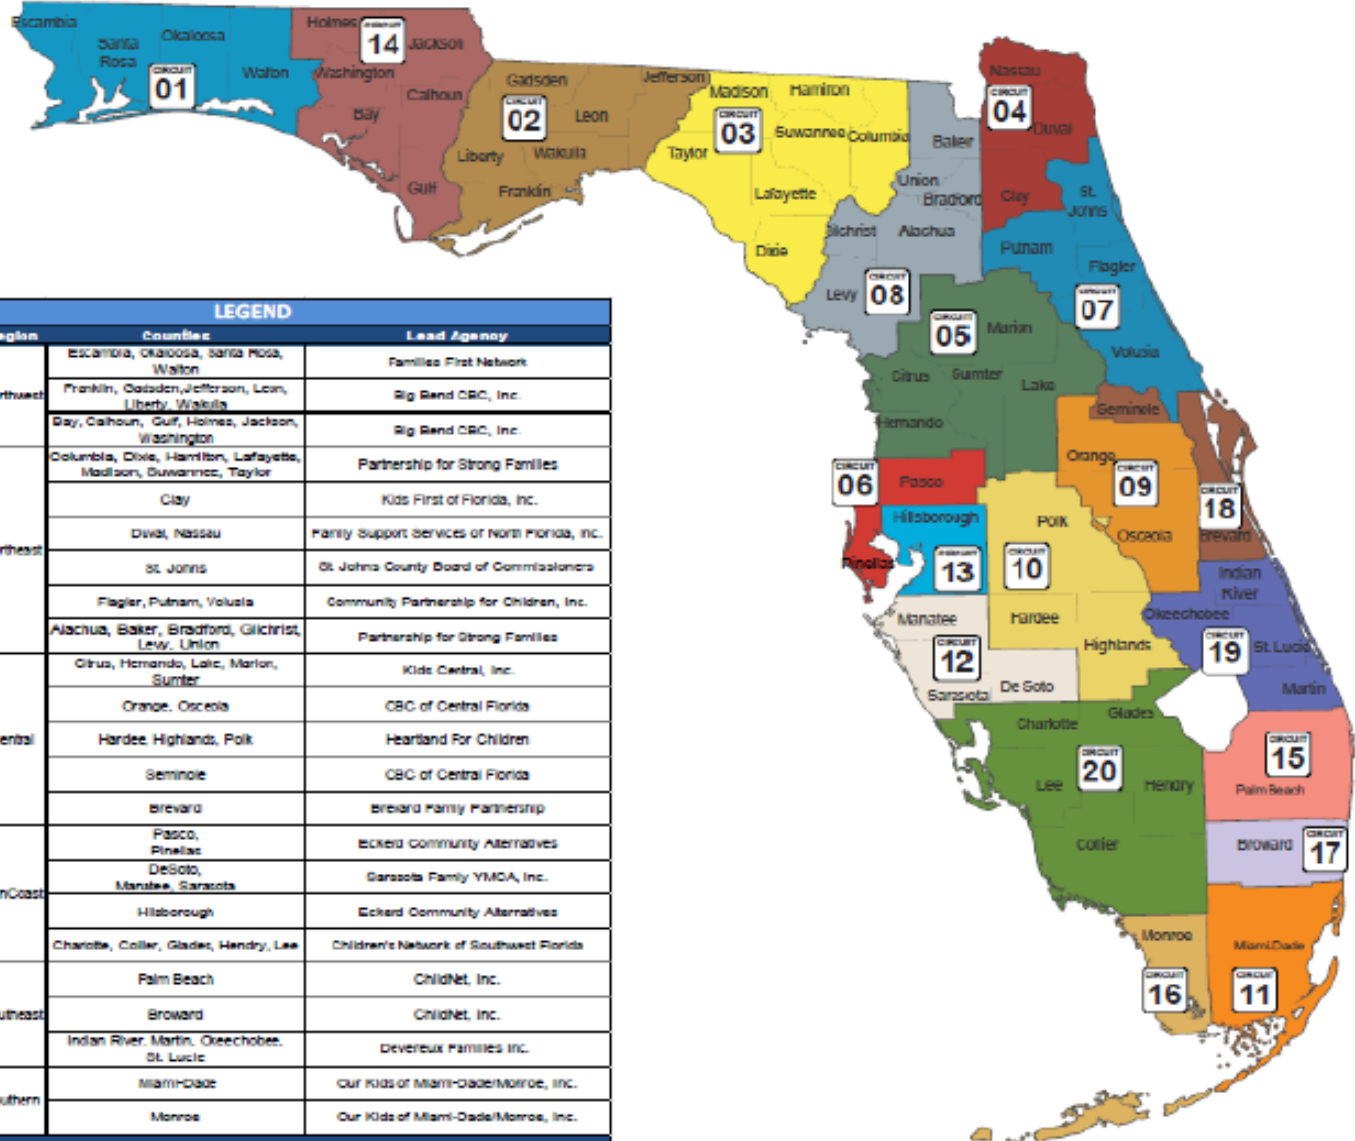 Escambia
Santa
Rosa
Okaloosa
Walton
CIRCUIT
01
Holmes
CIRCUIT
14
Jackson
Washington
Calhoun
Bay
Gulf
Gadsden
Jefferson
CIRCUIT
02
Leon
Liberty
Wakulla
Franklin
Madison
Hamilton
CIRCUIT
03
Suwannee
Columbia
Taylor
Lafayette
Dixie
Nassau
CIRCUIT
04
Duval
Clay
Baker
Union
Bradford
Gilchrist
Alachua
Levy
CIRCUIT
08
St.
Johns
Putnam
Flagler
CIRCUIT
07
Volusia
CIRCUIT
05
Marion
Citrus
Sumter
Lake
Hernando
Seminole
Orange
CIRCUIT
09
Osceola
CIRCUIT
18
Brevard
CIRCUIT
06
Pasco
Pinellas
Hillsborough
CIRCUIT
13
Polk
CIRCUIT
10
Hardee
Highlands
Manatee
CIRCUIT
12
Sarasota
De Soto
Indian
River
Okeechobee
CIRCUIT
19
St. Lucie
Martin
Charlotte
Glades
CIRCUIT
20
Lee
Hendry
Collier
CIRCUIT
15
Palm Beach
Broward
CIRCUIT
17
Monroe
CIRCUIT
16
Miami-Dade
CIRCUIT
11
LEGEND
egion Counties Lead Agency
rthwest
Escambia, Okaloosa, Santa Rosa,
Walton
Families First Network
Franklin, Gadsden,Jefferson, Leon,
Liberty, Wakulla
Big Bend CBC, Inc.
Bay, Calhoun, Gulf, Holmes, Jackson,
Washington
Big Bend CBC, Inc.
rtheast
Columbia, Dixie, Hamilton, Lafayette,
Madison, Suwannee, Taylor
Partnership for Strong Families
Clay Kids First of Florida, Inc.
Duval, Nassau Family Support Services of North Florida, Inc.
St. Johns St. Johns County Board of Commissioners
Flagler, Putnam, Volusia Community Partnership for Children, Inc.
Alachua, Baker, Bradford, Gilchrist,
Levy, Union
Partnership for Strong Families
entral
Citrus, Hernando, Lake, Marion,
Sumter
Kids Central, Inc.
Orange, Osceola CBC of Central Florida
Hardee, Highlands, Polk Heartland For Children
Seminole CBC of Central Florida
Brevard Brevard Family Partnership
nCoast
Pasco,
Pinellas
Eckerd Community Alternatives
DeSoto,
Manatee, Sarasota
Sarasota Family YMCA, Inc.
Hillsborough Eckerd Community Alternatives
Charlotte, Collier, Glades, Hendry, Lee Children's Network of Southwest Florida
utheast
Palm Beach ChildNet, Inc.
Broward ChildNet, Inc.
Indian River, Martin, Okeechobee,
St. Lucie
Devereux Families Inc.
uthern
Miami-Dade Our Kids of Miami-Dade/Monroe, Inc.
Monroe Our Kids of Miami-Dade/Monroe, Inc.